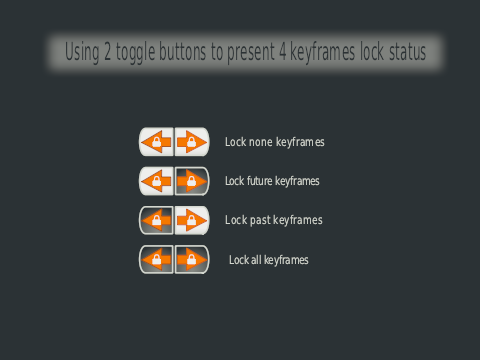 Using 2 toggle buttons to present 4 keyframes lock status
Lock none keyframes
Lock future keyframes
Lock past keyframes
Lock all keyframes